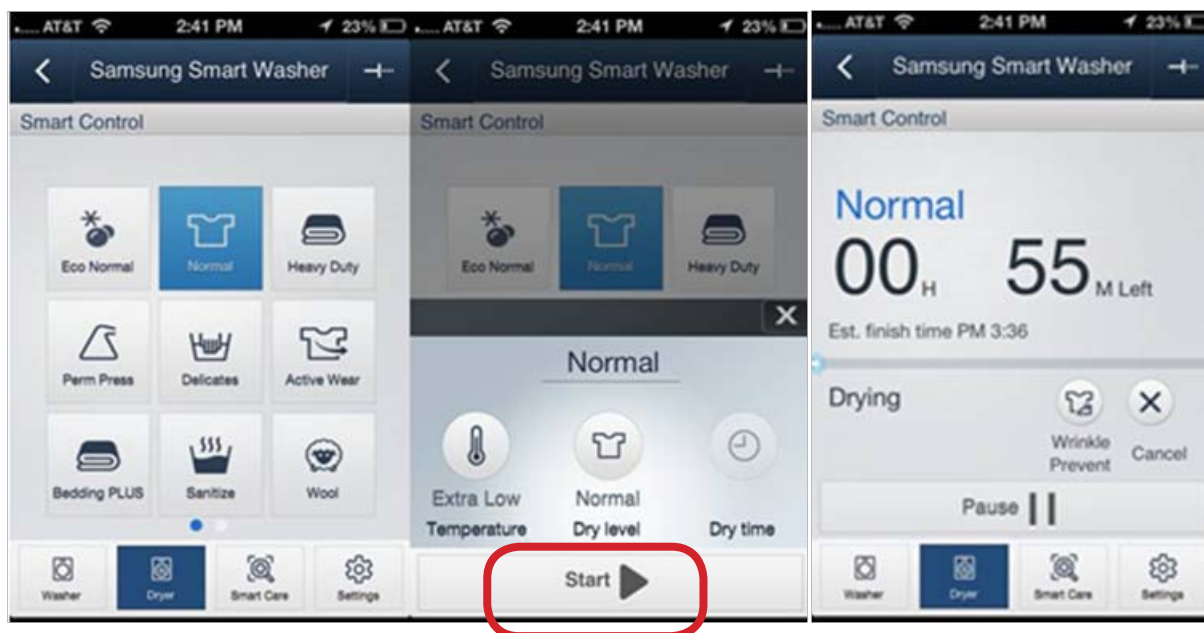 AT&T 2:41 PM 23%
Samsung Smart Washer
Smart Control
Eco Normal Normal Heavy Duty
Perm Press Delicates Active Wear
Bedding PLUS Sanitize Wool
Washer Dryer Smart Care Settings
AT&T 2:41 PM 23%
Samsung Smart Washer
Smart Control
Eco Normal Normal Heavy Duty
Normal
Extra Low Normal
Temperature Dry level Dry time
Start
AT&T 2:41 PM 23%
Samsung Smart Washer
Smart Control
Normal
00 H 55 M Left
Est. finish time PM 3:36
Drying
Wrinkle Prevent
Cancel
Pause
Washer Dryer Smart Care Settings